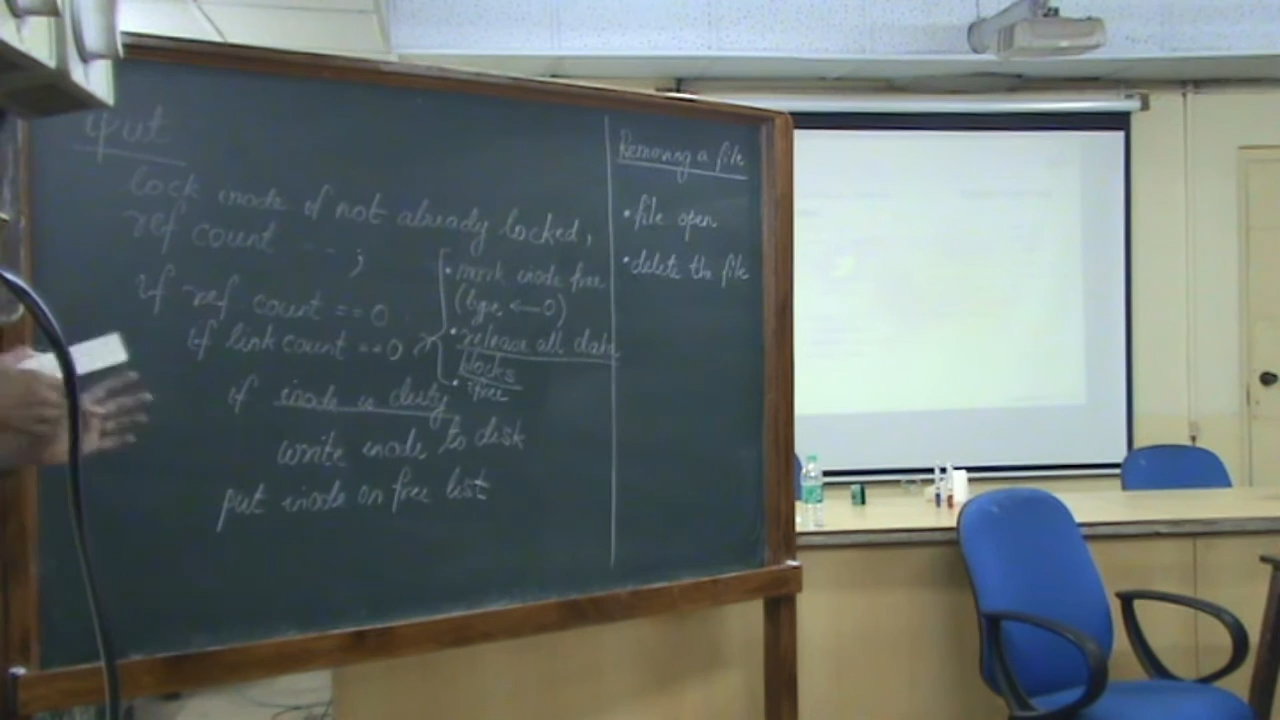 iput
lock inode if not already locked,
ref count --;
if ref count == 0
if link count == 0
• mark inode free
(type ← 0)
• release all data
blocks
• ifree
if inode is dirty
write inode to disk
put inode on free list
Removing a file
• file open
• delete the file